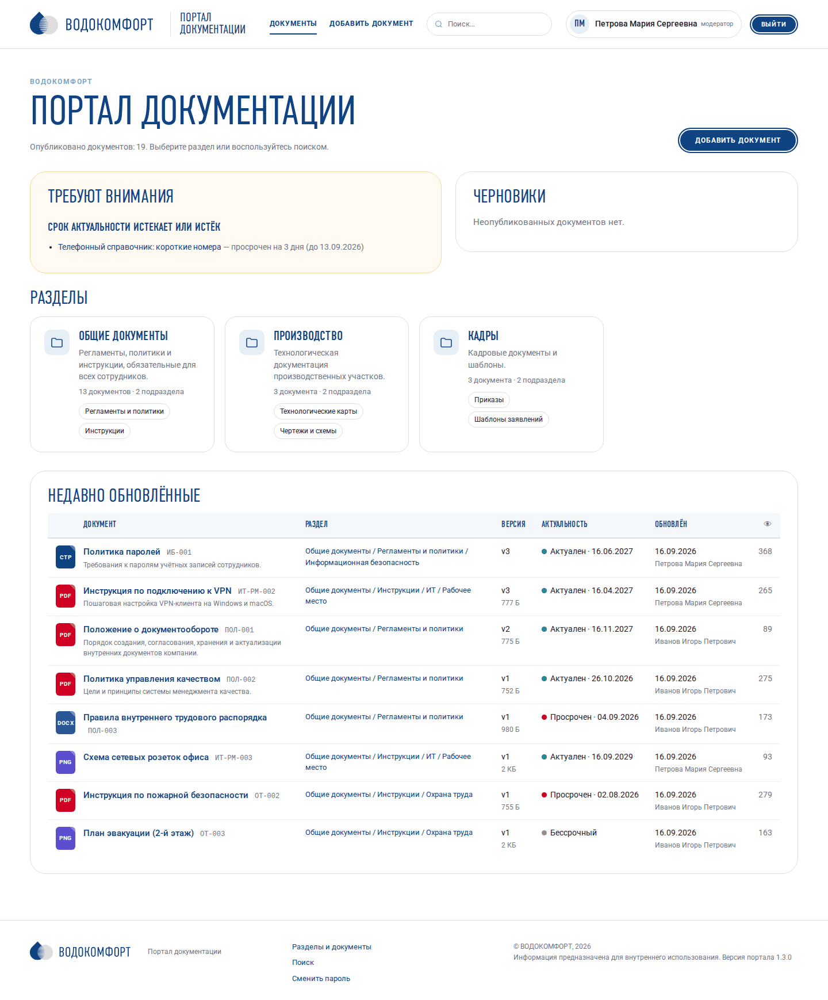 ВОДОКОМФОРТ
ПОРТАЛ
ДОКУМЕНТАЦИИ
ДОКУМЕНТЫ
ДОБАВИТЬ ДОКУМЕНТ
Поиск...
ПМ
Петрова Мария Сергеевна модератор
ВЫЙТИ
ВОДОКОМФОРТ
ПОРТАЛ ДОКУМЕНТАЦИИ
Опубликовано документов: 19. Выберите раздел или воспользуйтесь поиском.
ДОБАВИТЬ ДОКУМЕНТ
ТРЕБУЮТ ВНИМАНИЯ
СРОК АКТУАЛЬНОСТИ ИСТЕКАЕТ ИЛИ ИСТЁК
• Телефонный справочник: короткие номера — просрочен на 3 дня (до 13.09.2026)
ЧЕРНОВИКИ
Неопубликованных документов нет.
РАЗДЕЛЫ
ОБЩИЕ ДОКУМЕНТЫ
Регламенты, политики и
инструкции, обязательные для
всех сотрудников.
13 документов · 2 подраздела
Регламенты и политики
Инструкции
ПРОИЗВОДСТВО
Технологическая
документация
производственных участков.
3 документа · 2 подраздела
Технологические карты
Чертежи и схемы
КАДРЫ
Кадровые документы и
шаблоны.
3 документа · 2 подраздела
Приказы
Шаблоны заявлений
НЕДАВНО ОБНОВЛЁННЫЕ
ДОКУМЕНТ РАЗДЕЛ ВЕРСИЯ АКТУАЛЬНОСТЬ ОБНОВЛЁН
СТР
Политика паролей ИБ-001
Требования к паролям учётных записей сотрудников.
Общие документы / Регламенты и политики /
Информационная безопасность
v3
Актуален · 16.06.2027
16.09.2026
Петрова Мария Сергеевна
368
PDF
Инструкция по подключению к VPN ИТ-РМ-002
Пошаговая настройка VPN-клиента на Windows и macOS.
Общие документы / Инструкции / ИТ / Рабочее
место
v3
777 Б
Актуален · 16.04.2027
16.09.2026
Петрова Мария Сергеевна
265
PDF
Положение о документообороте ПОЛ-001
Порядок создания, согласования, хранения и актуализации
внутренних документов компании.
Общие документы / Регламенты и политики
v2
775 Б
Актуален · 16.11.2027
16.09.2026
Иванов Игорь Петрович
89
PDF
Политика управления качеством ПОЛ-002
Цели и принципы системы менеджмента качества.
Общие документы / Регламенты и политики
v1
752 Б
Актуален · 26.10.2026
16.09.2026
Иванов Игорь Петрович
275
DOCX
Правила внутреннего трудового распорядка
ПОЛ-003
Общие документы / Регламенты и политики
v1
980 Б
Просрочен · 04.09.2026
16.09.2026
Иванов Игорь Петрович
173
PNG
Схема сетевых розеток офиса ИТ-РМ-003
Общие документы / Инструкции / ИТ / Рабочее
место
v1
2 КБ
Актуален · 16.09.2029
16.09.2026
Петрова Мария Сергеевна
93
PDF
Инструкция по пожарной безопасности ОТ-002
Общие документы / Инструкции / Охрана труда
v1
755 Б
Просрочен · 02.08.2026
16.09.2026
Иванов Игорь Петрович
279
PNG
План эвакуации (2-й этаж) ОТ-003
Общие документы / Инструкции / Охрана труда
v1
2 КБ
Бессрочный
16.09.2026
Иванов Игорь Петрович
163
ВОДОКОМФОРТ
Портал документации
Разделы и документы
Поиск
Сменить пароль
© ВОДОКОМФОРТ, 2026
Информация предназначена для внутреннего использования. Версия портала 1.3.0